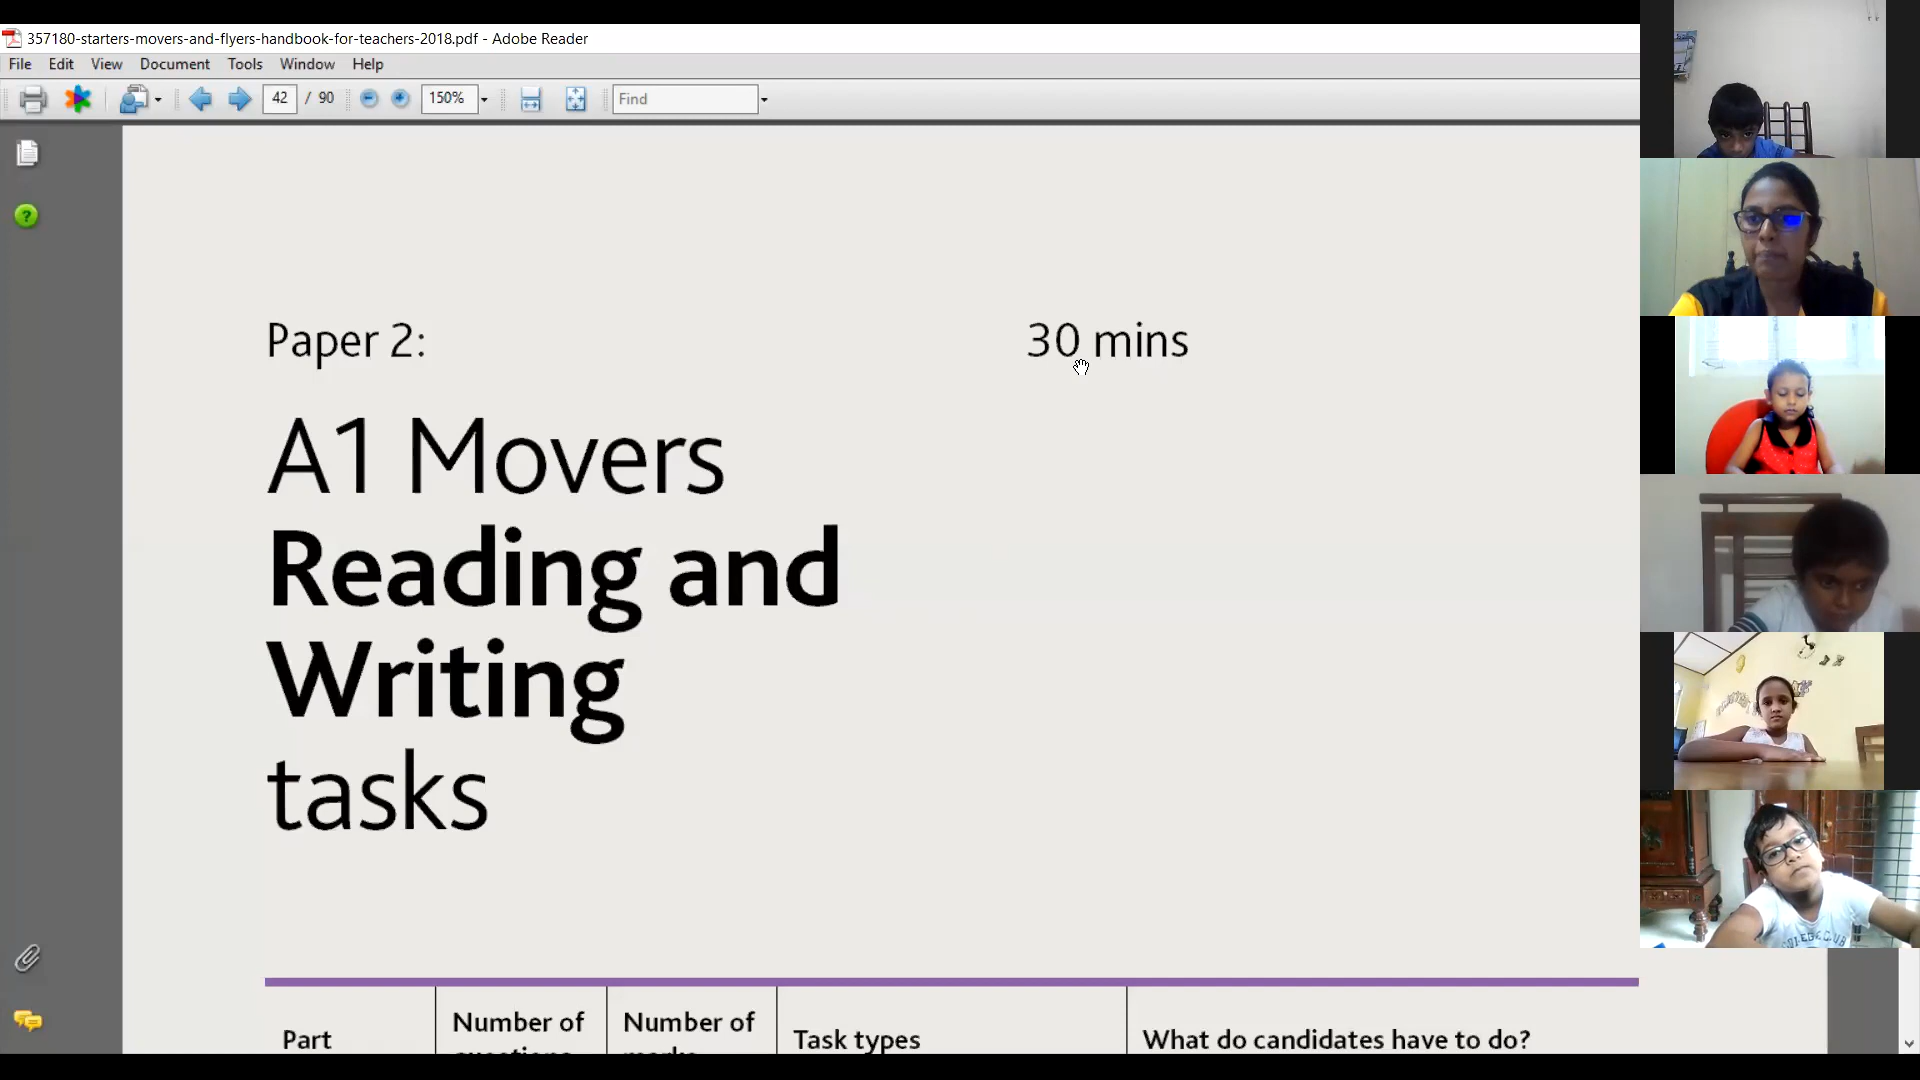 357180-starters-movers-and-flyers-handbook-for-teachers-2018.pdf - Adobe Reader
File Edit View Document Tools Window Help
42 / 90 150% Find
Paper 2: 30 mins
A1 Movers
Reading and
Writing
tasks
Part Number of Number of Task types What do candidates have to do?